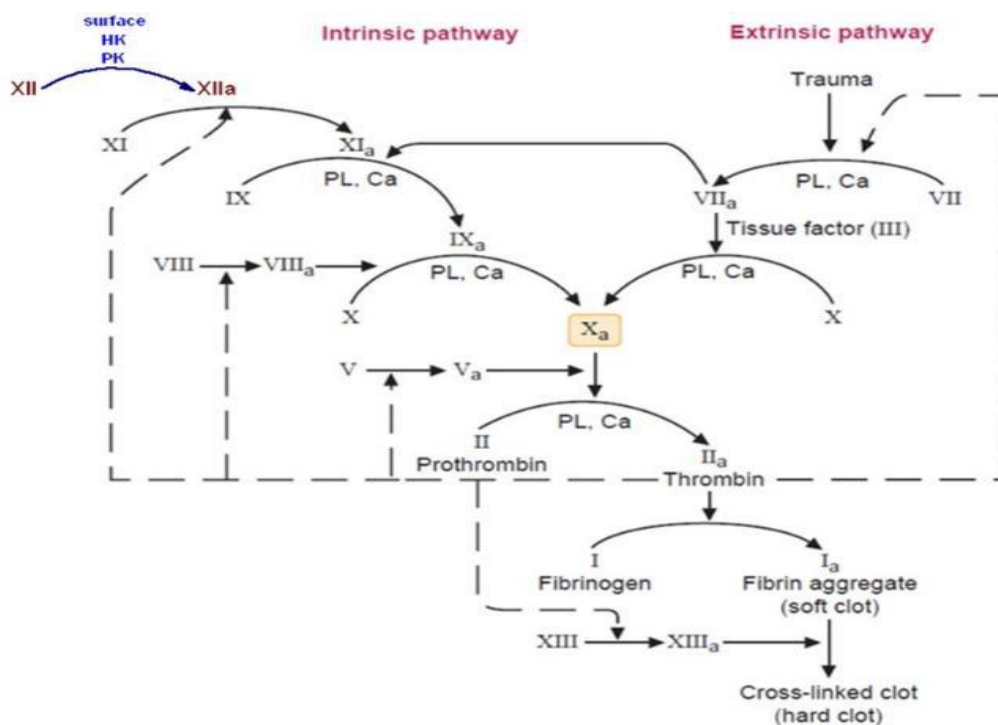 surface
HK
PK
Intrinsic pathway
Extrinsic pathway
XII
XIIa
Trauma
XI
XIa
PL, Ca
IX
VIIa
PL, Ca
VII
Tissue factor (III)
IXa
VIII
VIIIa
PL, Ca
PL, Ca
X
Xa
X
V
Va
PL, Ca
II
Prothrombin
IIa
Thrombin
I
Fibrinogen
Ia
Fibrin aggregate
(soft clot)
XIII
XIIIa
Cross-linked clot
(hard clot)